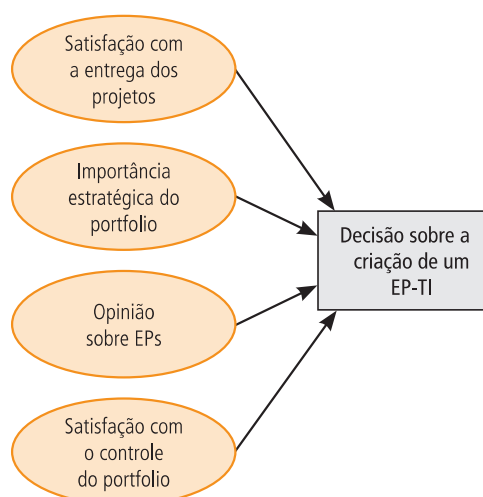 Satisfação com
a entrega dos
projetos
Importância
estratégica do
portfolio
Decisão sobre a
criação de um
EP-TI
Opinião
sobre EPs
Satisfação com
o controle
do portfolio